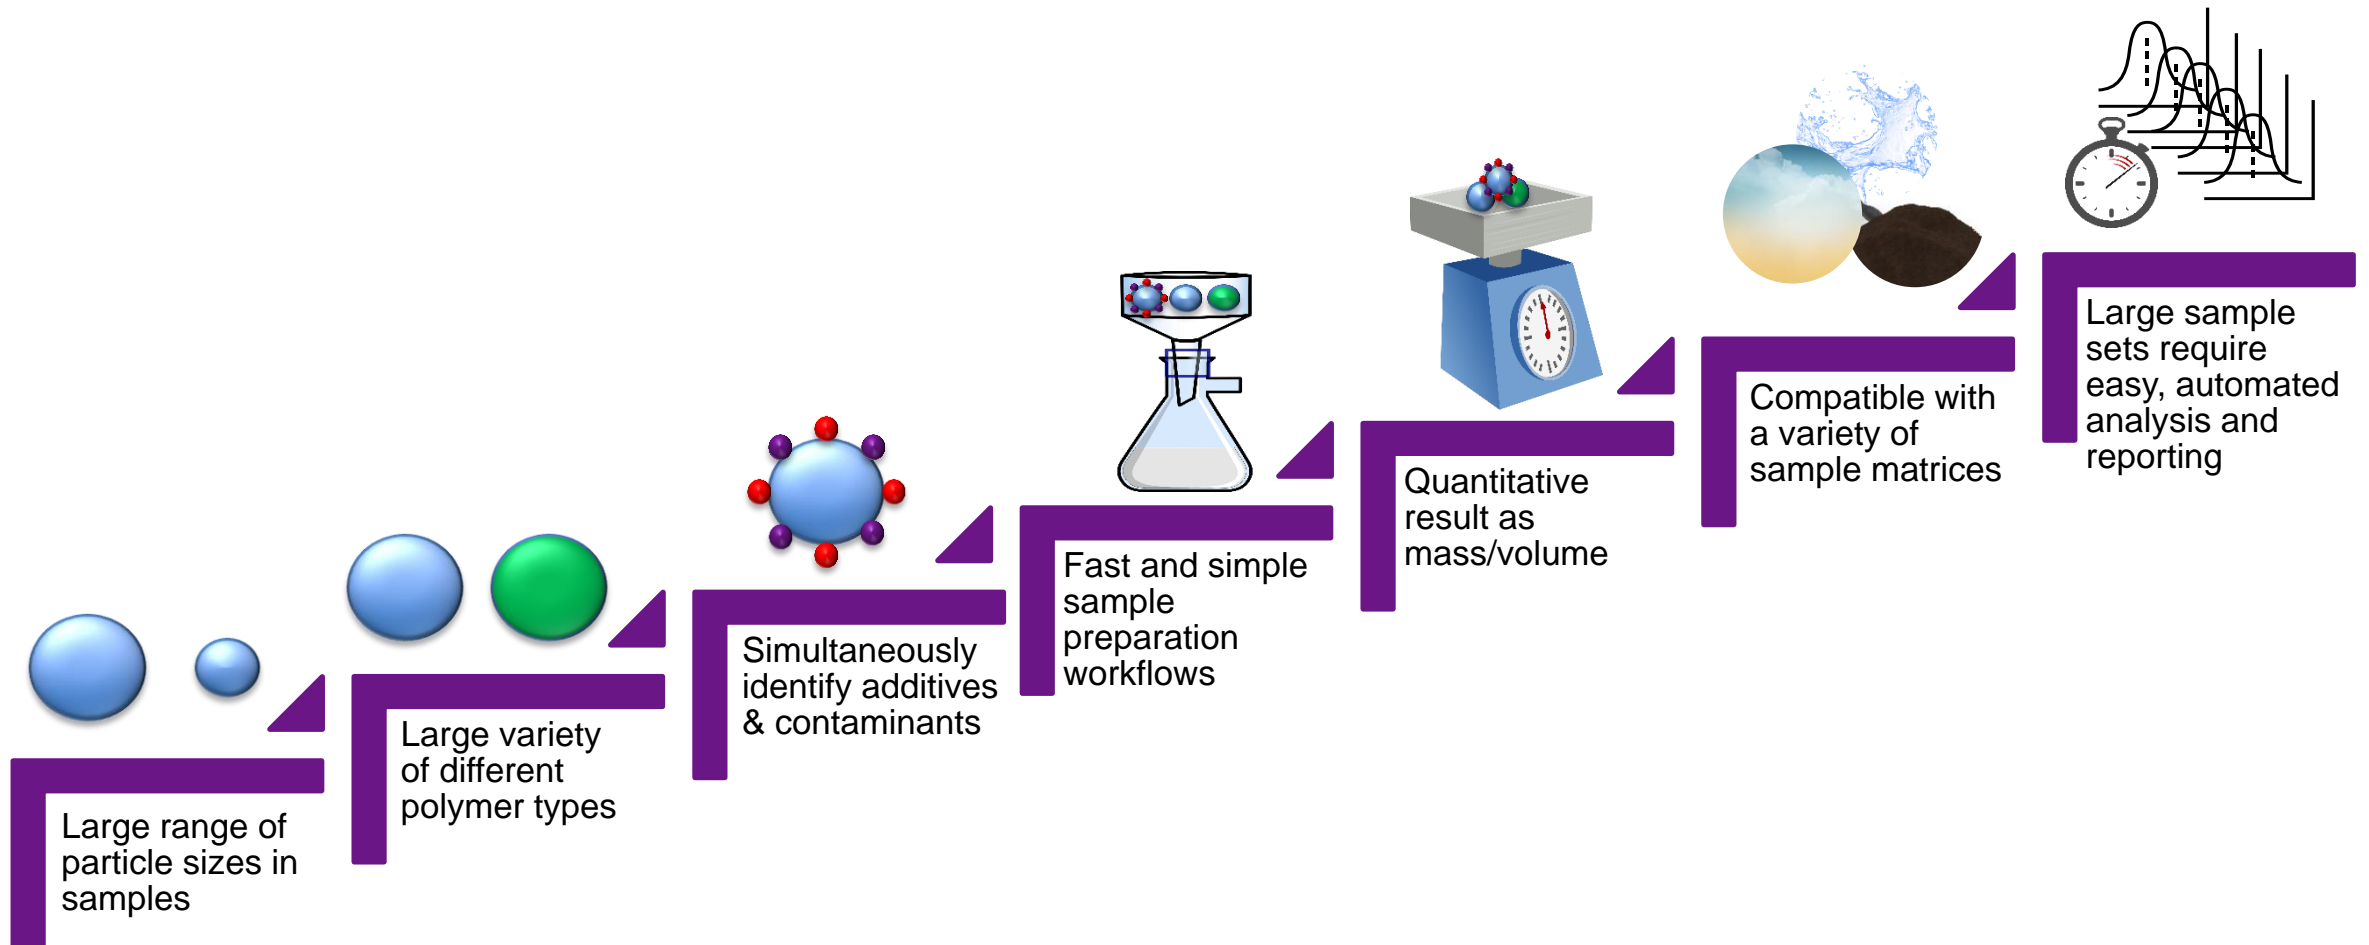 Large range of
particle sizes in
samples
Large variety
of different
polymer types
Simultaneously
identify additives
& contaminants
Fast and simple
sample
preparation
workflows
Quantitative
result as
mass/volume
Compatible with
a variety of
sample matrices
Large sample
sets require
easy, automated
analysis and
reporting